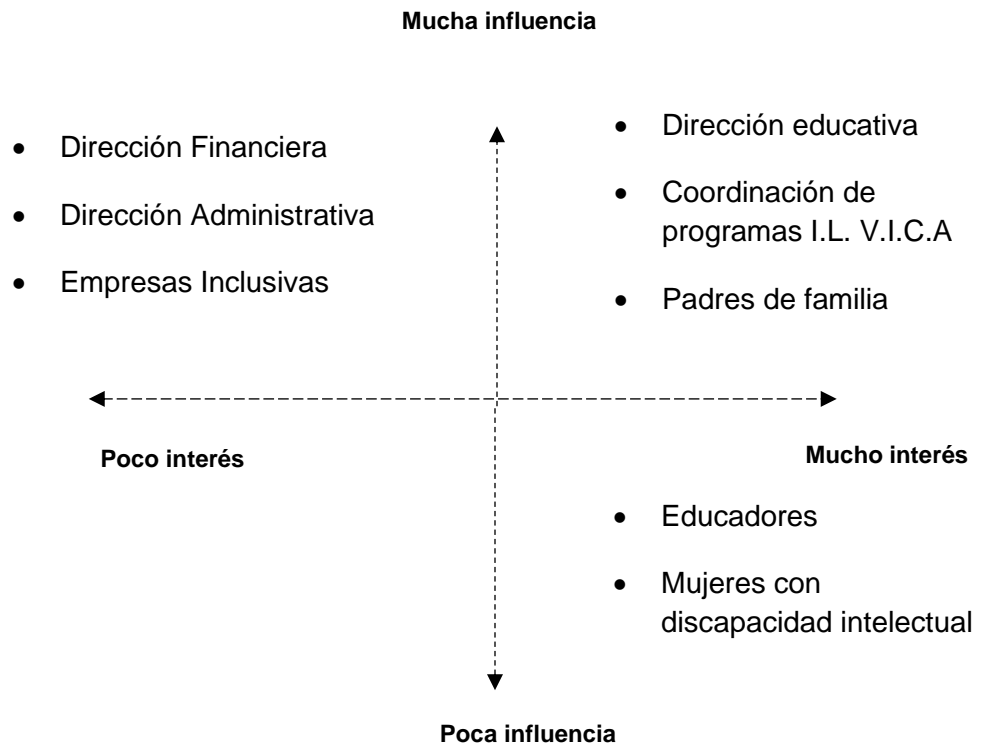 Mucha influencia
• Dirección Financiera
• Dirección Administrativa
• Empresas Inclusivas
• Dirección educativa
• Coordinación de
programas I.L. V.I.C.A
• Padres de familia
Poco interés
Mucho interés
• Educadores
• Mujeres con
discapacidad intelectual
Poca influencia